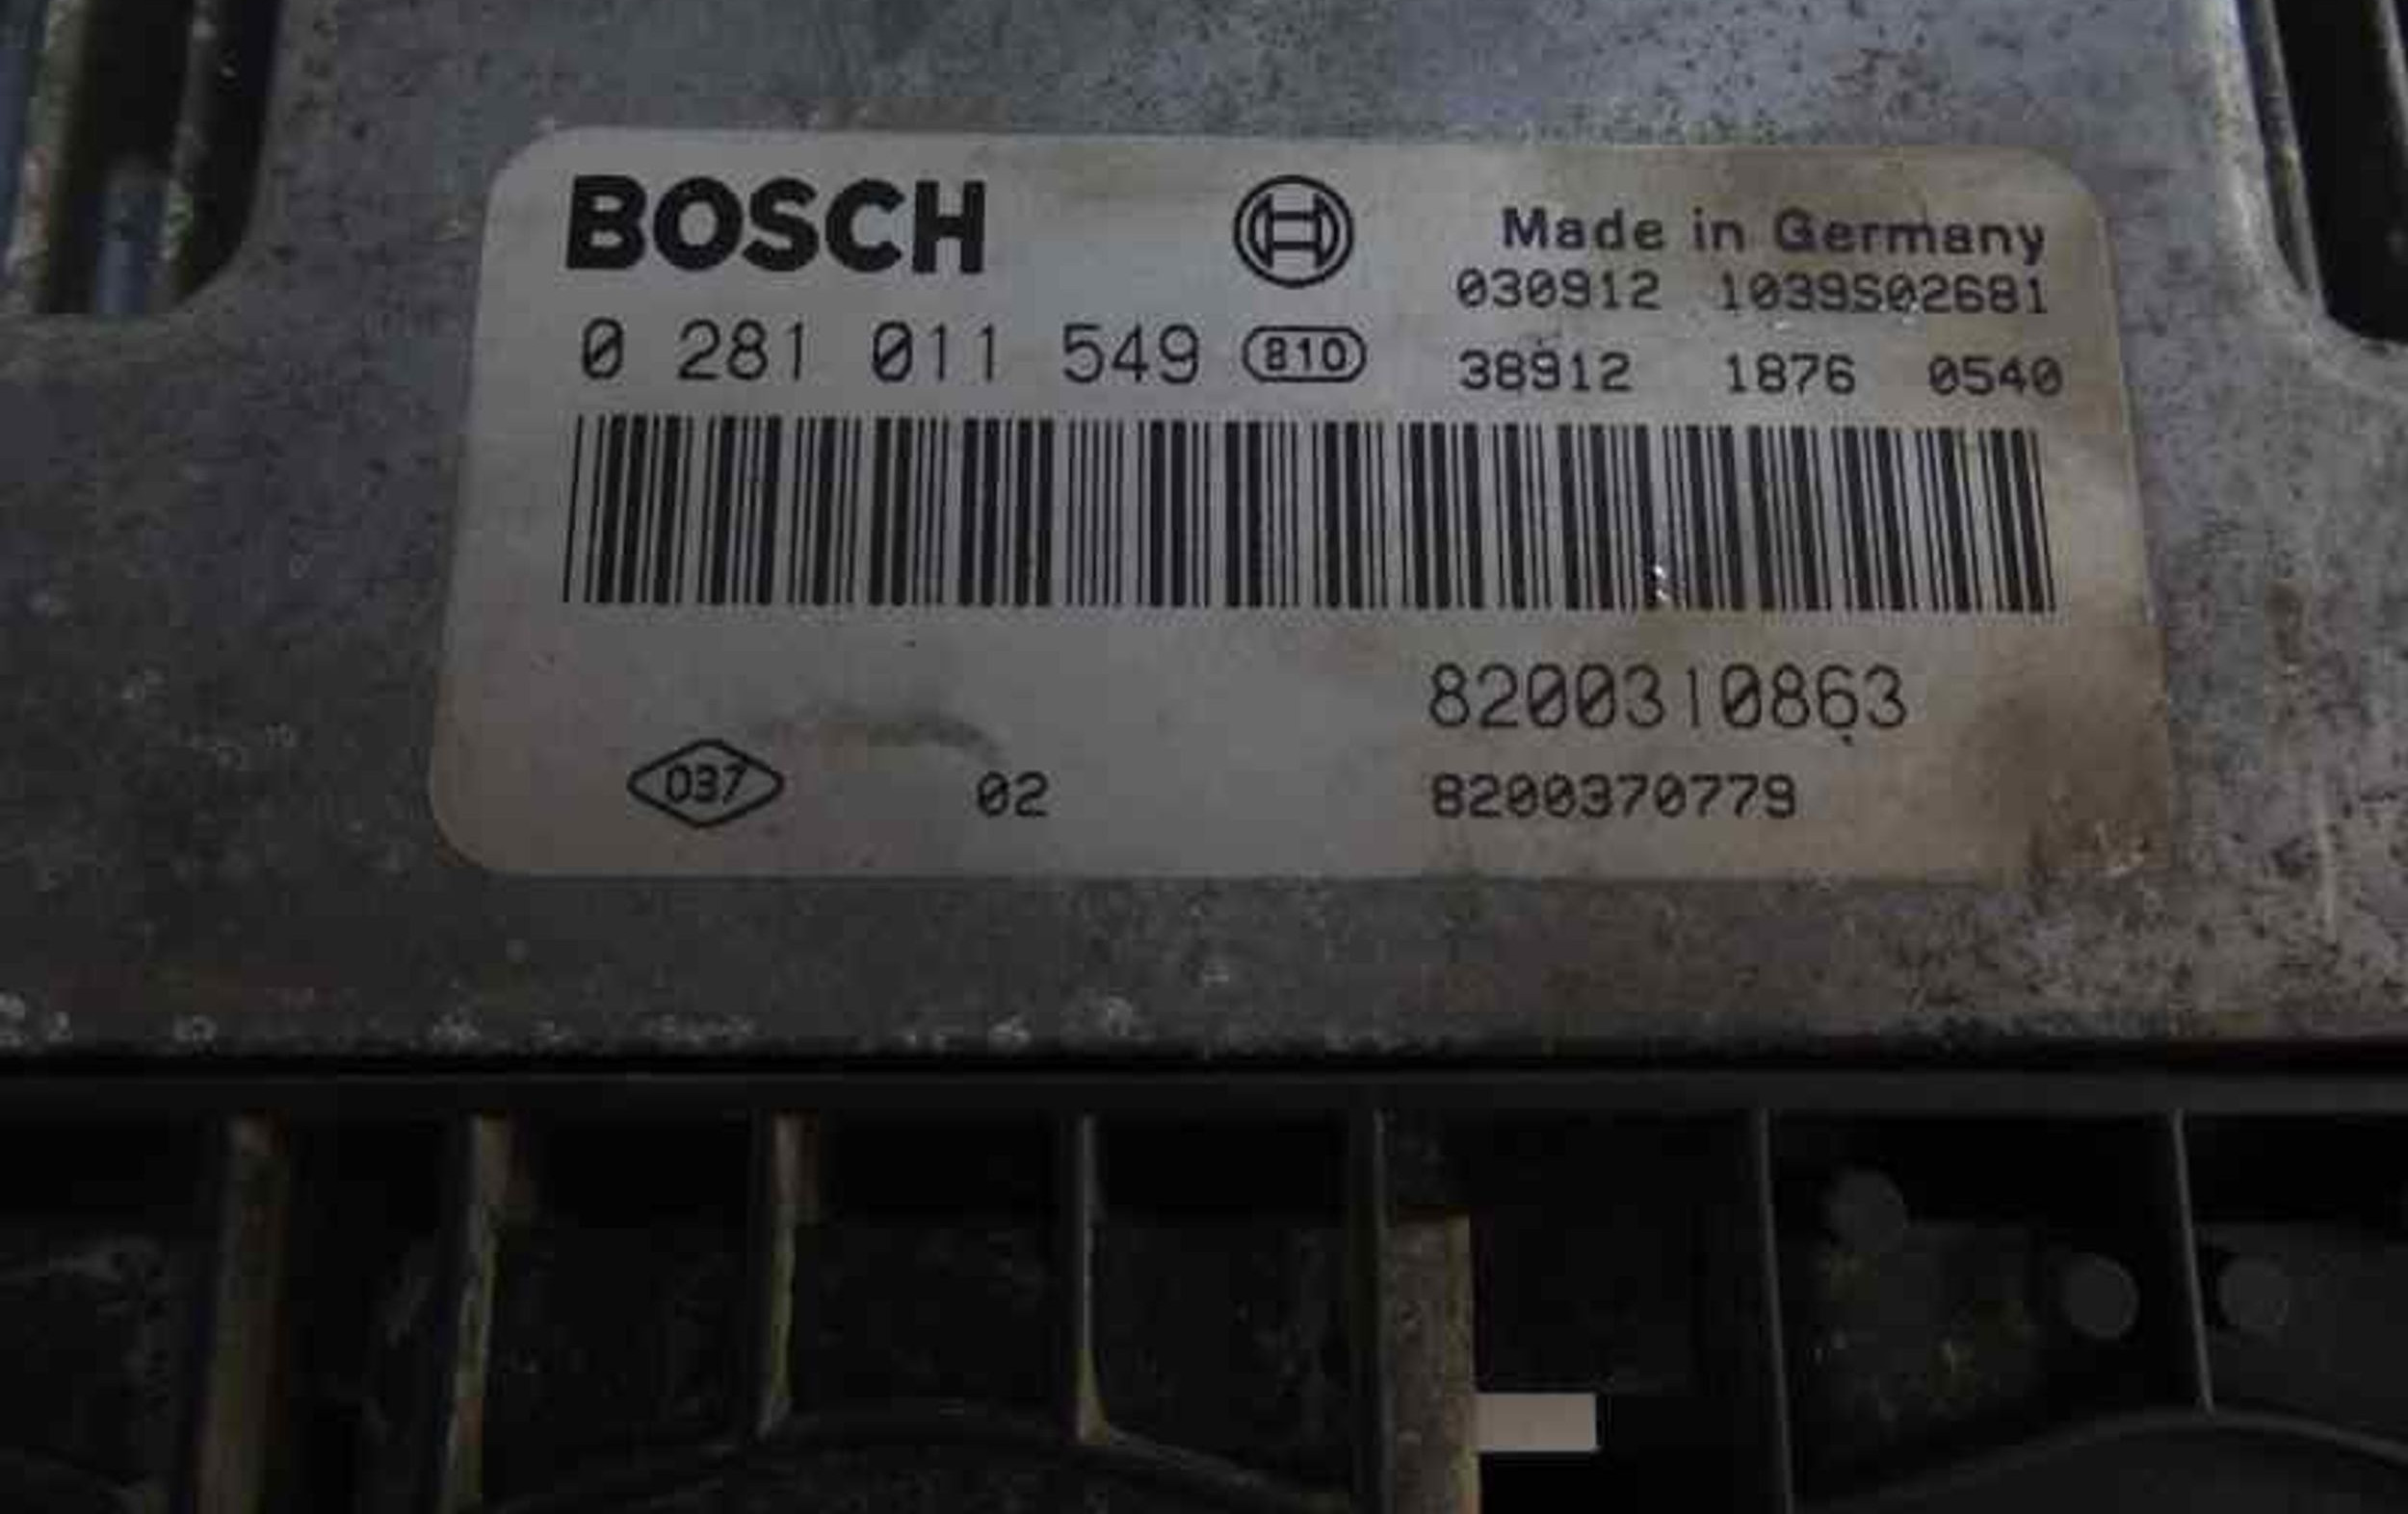 BOSCH
Made in Germany
030912 1039S02681
0 281 011 549 810 38912 1876 0540
8200310863
037 02 8200370779